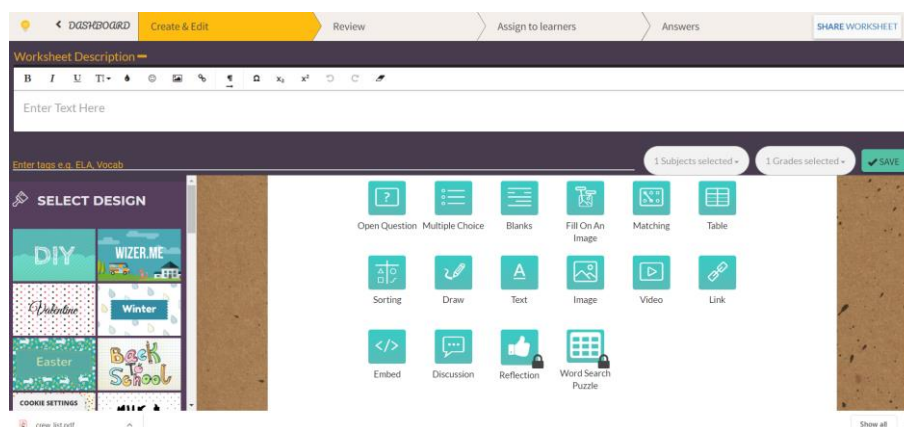 DASHBOARD
Create & Edit
Review
Assign to learners
Answers
SHARE WORKSHEET
Worksheet Description
B I U
Enter Text Here
Enter tags e.g. ELA, Vocab
1 Subjects selected
1 Grades selected
SAVE
SELECT DESIGN
DIY
WIZER.ME
Valentine
Winter
Easter
Back To School
COOKIE SETTINGS
Open Question
Multiple Choice
Blanks
Fill On An
Image
Matching
Table
Sorting
Draw
Text
Image
Video
Link
Embed
Discussion
Reflection
Word Search
Puzzle
crew list.pdf
Show all